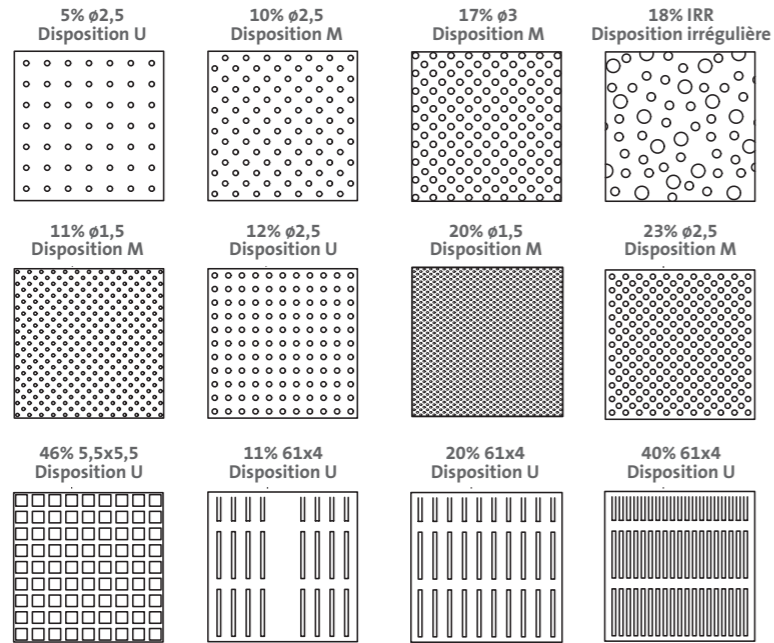 5% ø2,5
Disposition U
10% ø2,5
Disposition M
17% ø3
Disposition M
18% IRR
Disposition irrégulière
11% ø1,5
Disposition M
12% ø2,5
Disposition U
20% ø1,5
Disposition M
23% ø2,5
Disposition M
46% 5,5x5,5
Disposition U
11% 61x4
Disposition U
20% 61x4
Disposition U
40% 61x4
Disposition U